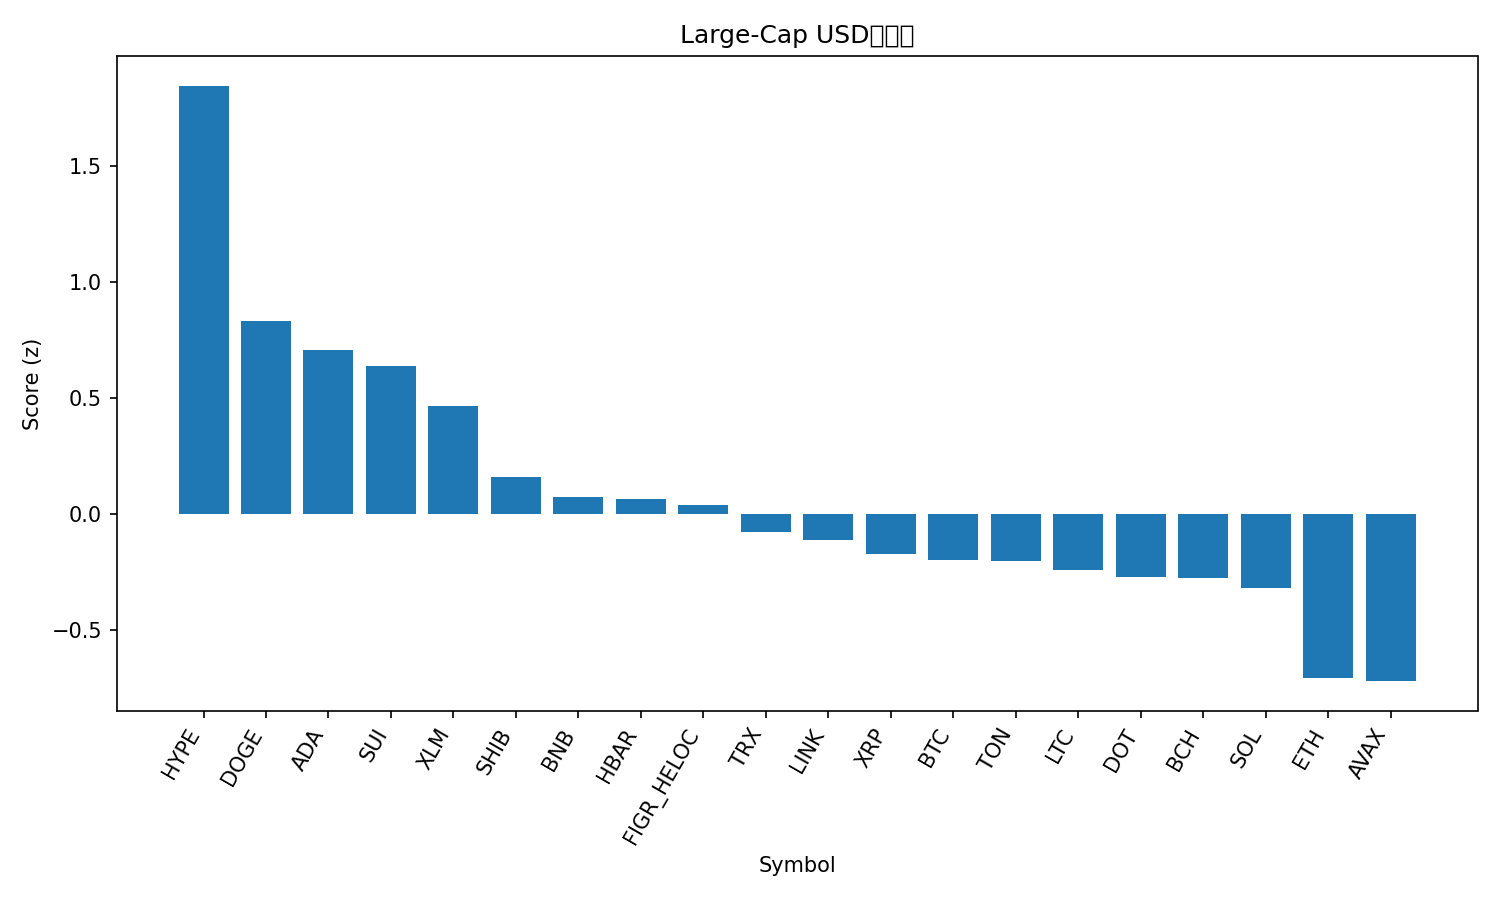 Large-Cap USD
Score (z)
1.5
1.0
0.5
0.0
−0.5
HYPE
DOGE
ADA
SUI
XLM
SHIB
BNB
HBAR
FIGR_HELOC
TRX
LINK
XRP
BTC
TON
LTC
DOT
BCH
SOL
ETH
AVAX
Symbol